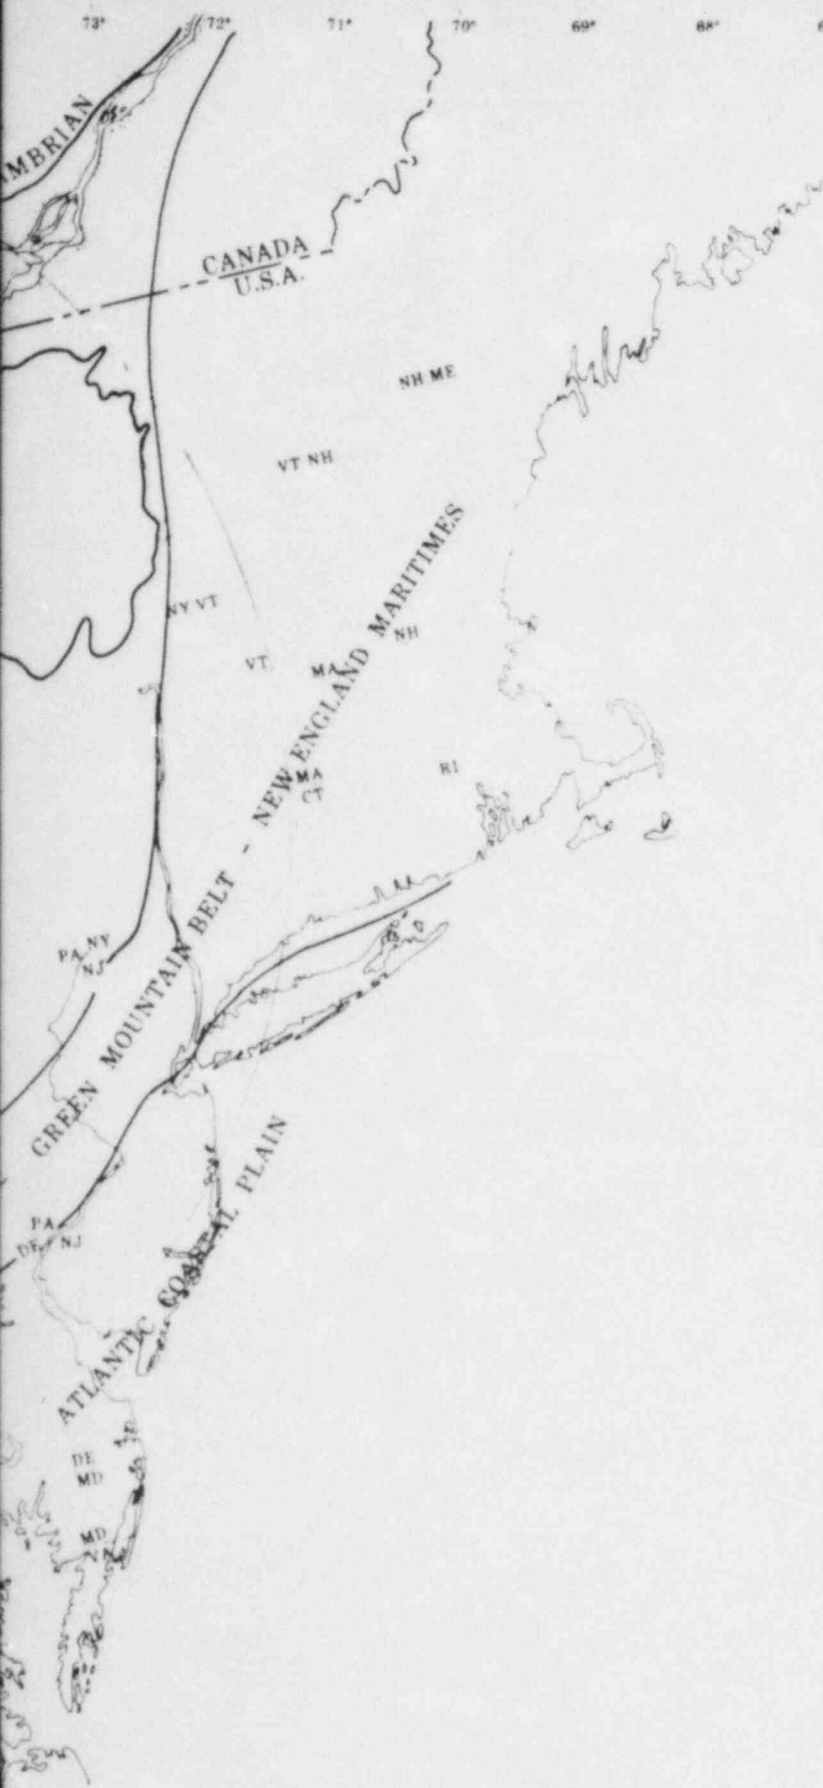 73° 72° 71° 70° 69° 68° 6
MBRIAN
CANADA
U.S.A.
NH ME
VT NH
NY VT
NH
VT
MA
GREEN MOUNTAIN BELT - NEW ENGLAND MARITIMES
MA
CT
RI
PA NY
NJ
PA
DE NJ
ATLANTIC COASTAL PLAIN
DE
MD
MD